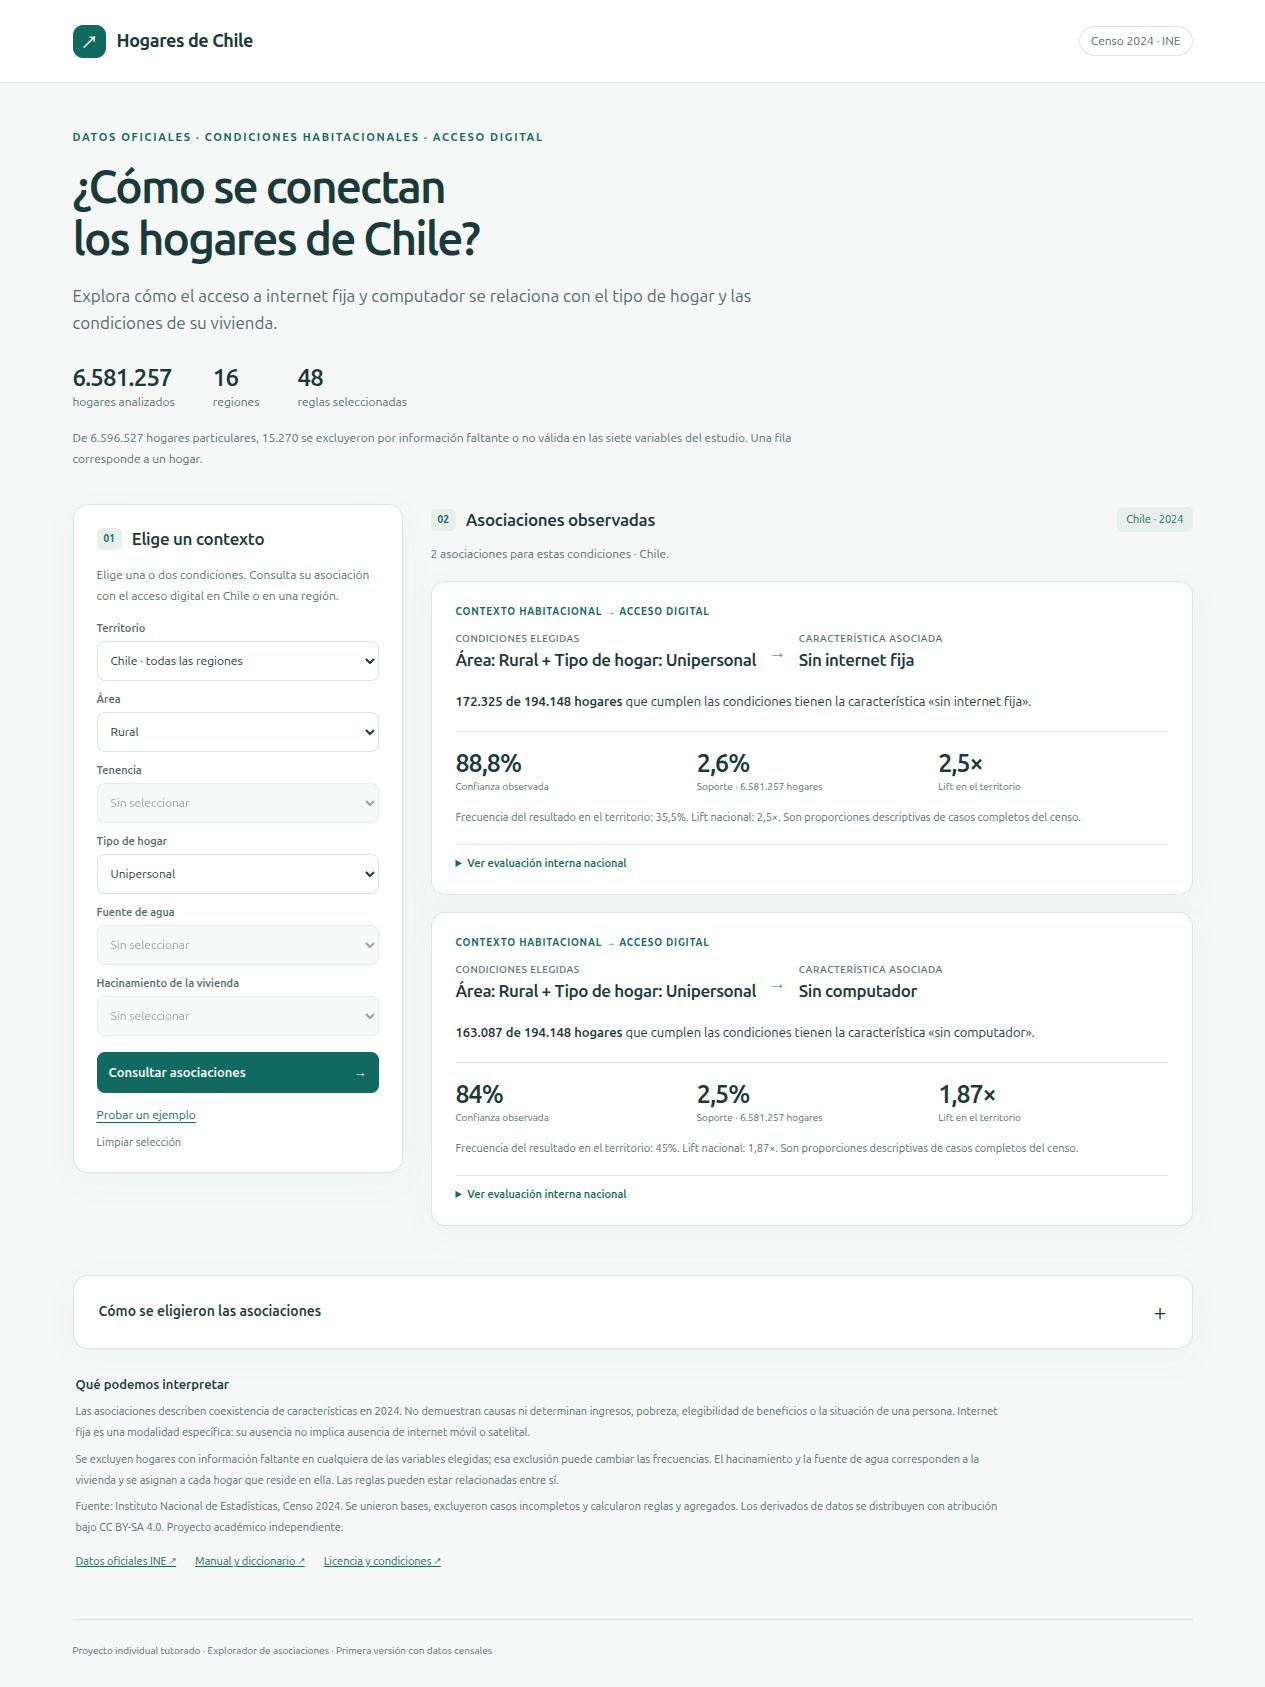 Hogares de Chile
Censo 2024 · INE
DATOS OFICIALES · CONDICIONES HABITACIONALES · ACCESO DIGITAL
¿Cómo se conectan
los hogares de Chile?
Explora cómo el acceso a internet fija y computador se relaciona con el tipo de hogar y las
condiciones de su vivienda.
6.581.257
hogares analizados
16
regiones
48
reglas seleccionadas
De 6.596.527 hogares particulares, 15.270 se excluyeron por información faltante o no válida en las siete variables del estudio. Una fila
corresponde a un hogar.
01 Elige un contexto
Elige una o dos condiciones. Consulta su asociación
con el acceso digital en Chile o en una región.
Territorio
Chile · todas las regiones
Área
Rural
Tenencia
Sin seleccionar
Tipo de hogar
Unipersonal
Fuente de agua
Sin seleccionar
Hacinamiento de la vivienda
Sin seleccionar
Consultar asociaciones →
Probar un ejemplo
Limpiar selección
02 Asociaciones observadas
Chile · 2024
2 asociaciones para estas condiciones · Chile.
CONTEXTO HABITACIONAL → ACCESO DIGITAL
CONDICIONES ELEGIDAS
Área: Rural + Tipo de hogar: Unipersonal
→
CARACTERÍSTICA ASOCIADA
Sin internet fija
172.325 de 194.148 hogares que cumplen las condiciones tienen la característica «sin internet fija».
88,8%
Confianza observada
2,6%
Soporte · 6.581.257 hogares
2,5×
Lift en el territorio
Frecuencia del resultado en el territorio: 35,5%. Lift nacional: 2,5×. Son proporciones descriptivas de casos completos del censo.
▶ Ver evaluación interna nacional
CONTEXTO HABITACIONAL → ACCESO DIGITAL
CONDICIONES ELEGIDAS
Área: Rural + Tipo de hogar: Unipersonal
→
CARACTERÍSTICA ASOCIADA
Sin computador
163.087 de 194.148 hogares que cumplen las condiciones tienen la característica «sin computador».
84%
Confianza observada
2,5%
Soporte · 6.581.257 hogares
1,87×
Lift en el territorio
Frecuencia del resultado en el territorio: 45%. Lift nacional: 1,87×. Son proporciones descriptivas de casos completos del censo.
▶ Ver evaluación interna nacional
Cómo se eligieron las asociaciones +
Qué podemos interpretar
Las asociaciones describen coexistencia de características en 2024. No demuestran causas ni determinan ingresos, pobreza, elegibilidad de beneficios o la situación de una persona. Internet
fija es una modalidad específica: su ausencia no implica ausencia de internet móvil o satelital.
Se excluyen hogares con información faltante en cualquiera de las variables elegidas; esa exclusión puede cambiar las frecuencias. El hacinamiento y la fuente de agua corresponden a la
vivienda y se asignan a cada hogar que reside en ella. Las reglas pueden estar relacionadas entre sí.
Fuente: Instituto Nacional de Estadísticas, Censo 2024. Se unieron bases, excluyeron casos incompletos y calcularon reglas y agregados. Los derivados de datos se distribuyen con atribución
bajo CC BY-SA 4.0. Proyecto académico independiente.
Datos oficiales INE ↗ Manual y diccionario ↗ Licencia y condiciones ↗
Proyecto individual tutorado · Explorador de asociaciones · Primera versión con datos censales